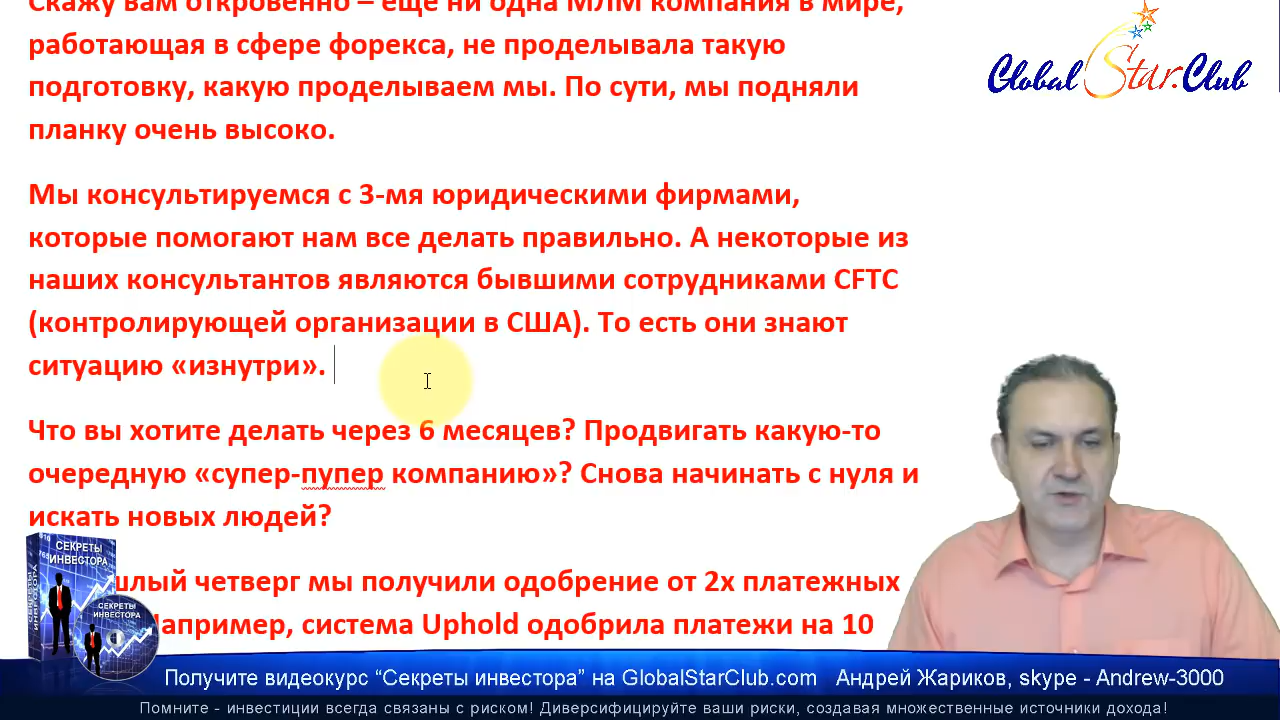 Скажу вам откровенно – еще ни одна МЛМ компания в мире,
работающая в сфере форекса, не проделывала такую
подготовку, какую проделываем мы. По сути, мы подняли
планку очень высоко.
Global Star.Club
Мы консультируемся с 3-мя юридическими фирмами,
которые помогают нам все делать правильно. А некоторые из
наших консультантов являются бывшими сотрудниками CFTC
(контролирующей организации в США). То есть они знают
ситуацию «изнутри».
Что вы хотите делать через 6 месяцев? Продвигать какую-то
очередную «супер-пупер компанию»? Снова начинать с нуля и
искать новых людей?
четверг мы получили одобрение от 2х платежных
Например, система Uphold одобрила платежи на 10
СЕКРЕТЫ
ИНВЕСТОРА
СЕКРЕТЫ
ИНВЕСТОРА
Получите видеокурс “Секреты инвестора” на GlobalStarClub.com Андрей Жариков, skype - Andrew-3000
Помните - инвестиции всегда связаны с риском! Диверсифицируйте ваши риски, создавая множественные источники дохода!